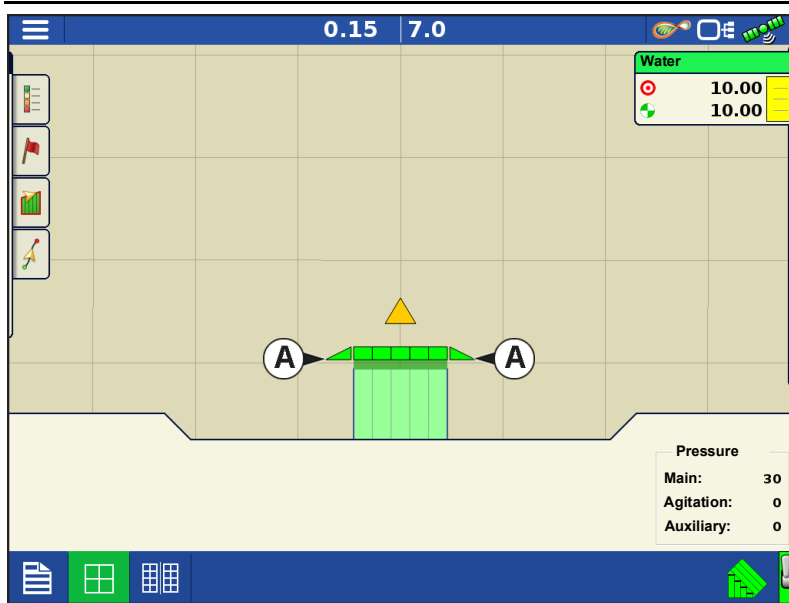 0.15 7.0
Water
10.00
10.00
A A
Pressure
Main: 30
Agitation: 0
Auxiliary: 0